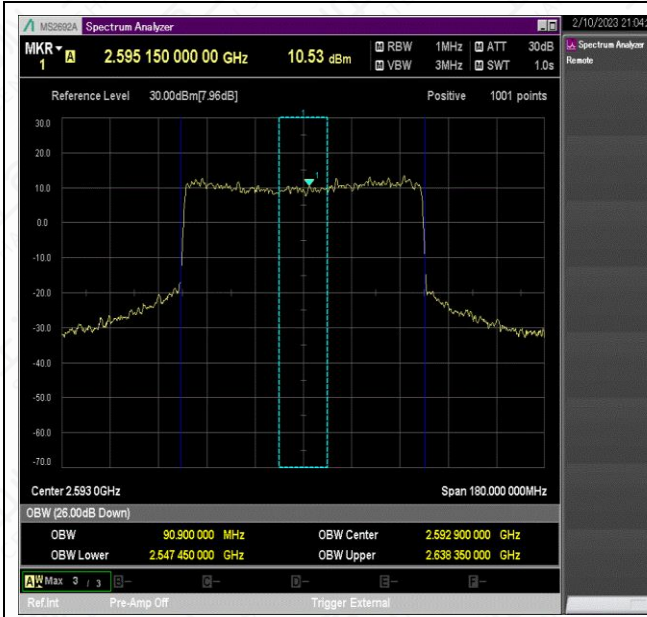 MS2692A Spectrum Analyzer
2/10/2023 21:04:
MKR 1 A 2.595 150 000 00 GHz 10.53 dBm
M RBW 1MHz M ATT 30dB
M VBW 3MHz M SWT 1.0s
Spectrum Analyzer
Remote
Reference Level 30.00dBm[7.96dB] Positive 1001 points
30.0
20.0
10.0
1
0.0
-10.0
-20.0
-30.0
-40.0
-50.0
-60.0
-70.0
Center 2.593 0GHz Span 180.000 000MHz
OBW (26.00dB Down)
OBW 90.900 000 MHz OBW Center 2.592 900 000 GHz
OBW Lower 2.547 450 000 GHz OBW Upper 2.638 350 000 GHz
A W Max 3 / 3 B- C- D- E- F-
Ref.Int Pre-Amp Off Trigger External